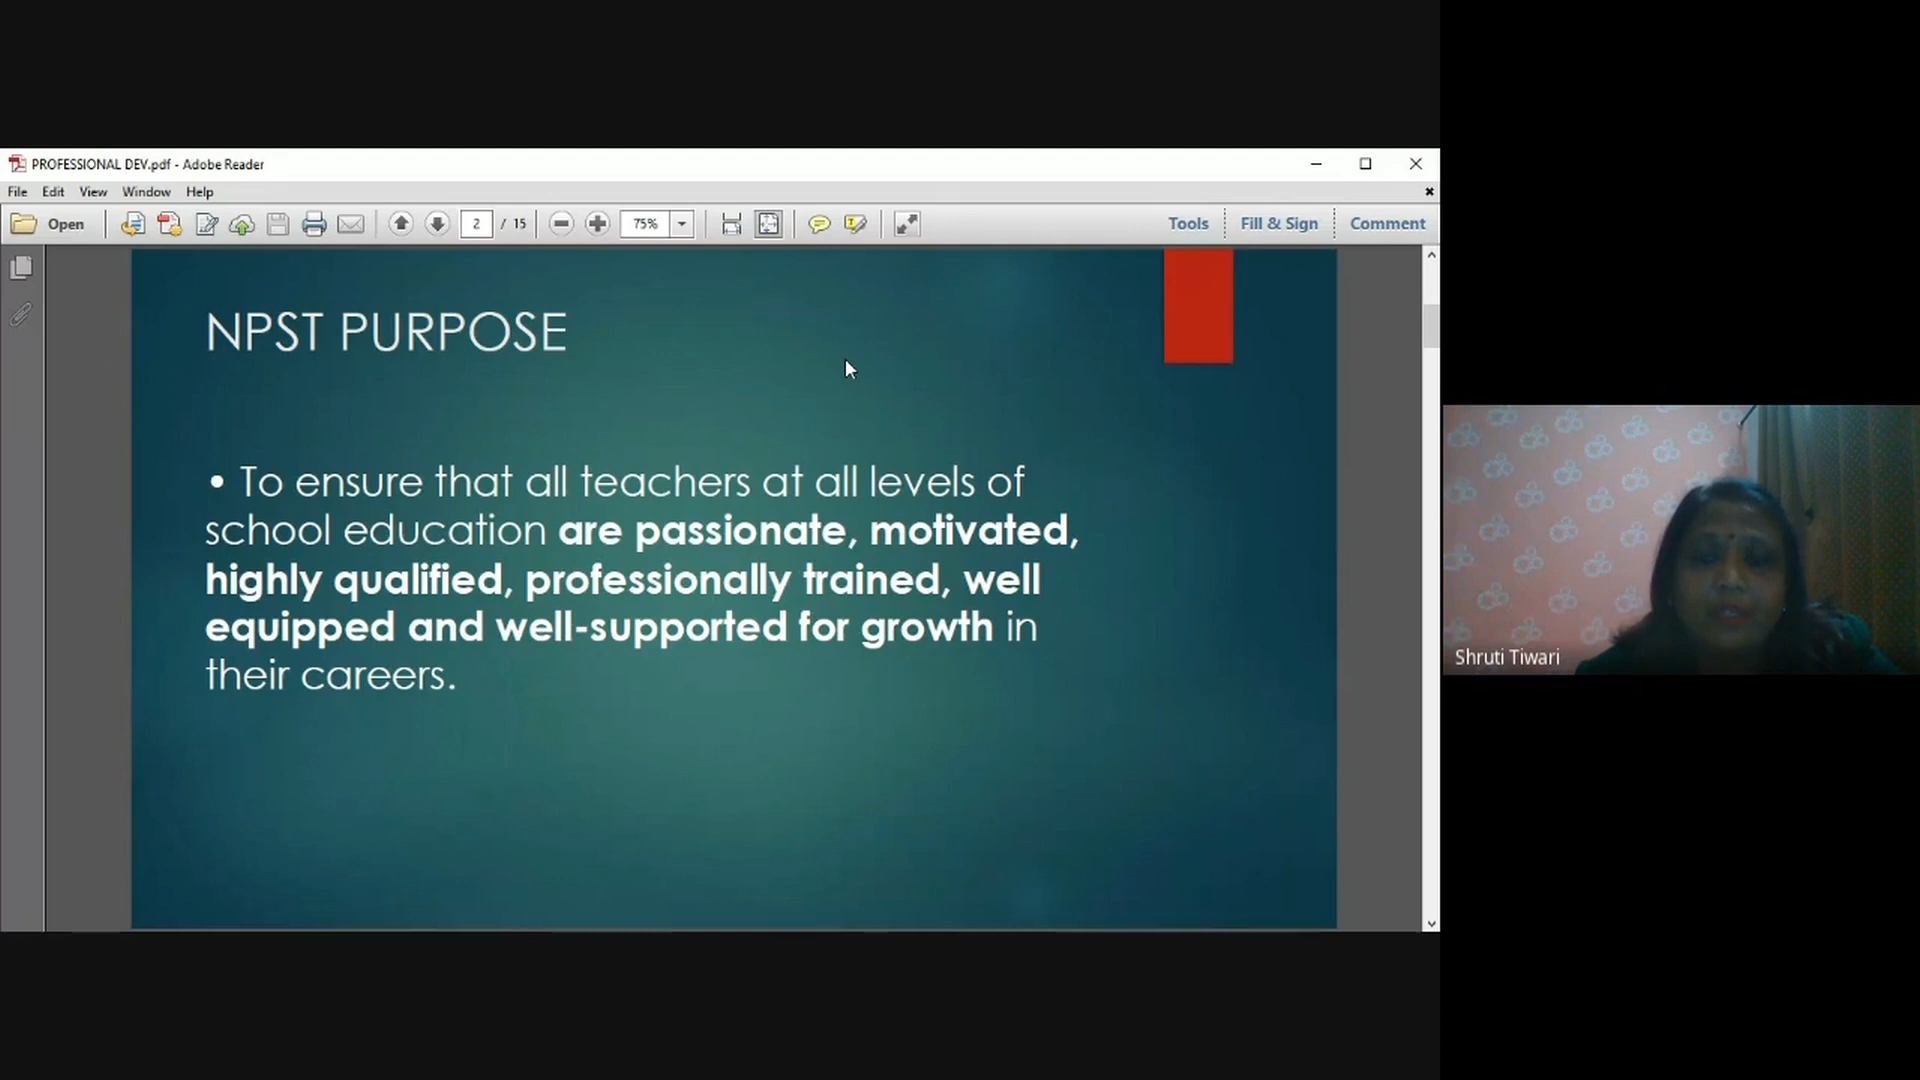 PROFESSIONAL DEV.pdf - Adobe Reader
File Edit View Window Help
Open 2 / 15 75% Tools Fill & Sign Comment
NPST PURPOSE
• To ensure that all teachers at all levels of
school education are passionate, motivated,
highly qualified, professionally trained, well
equipped and well-supported for growth in
their careers.
Shruti Tiwari